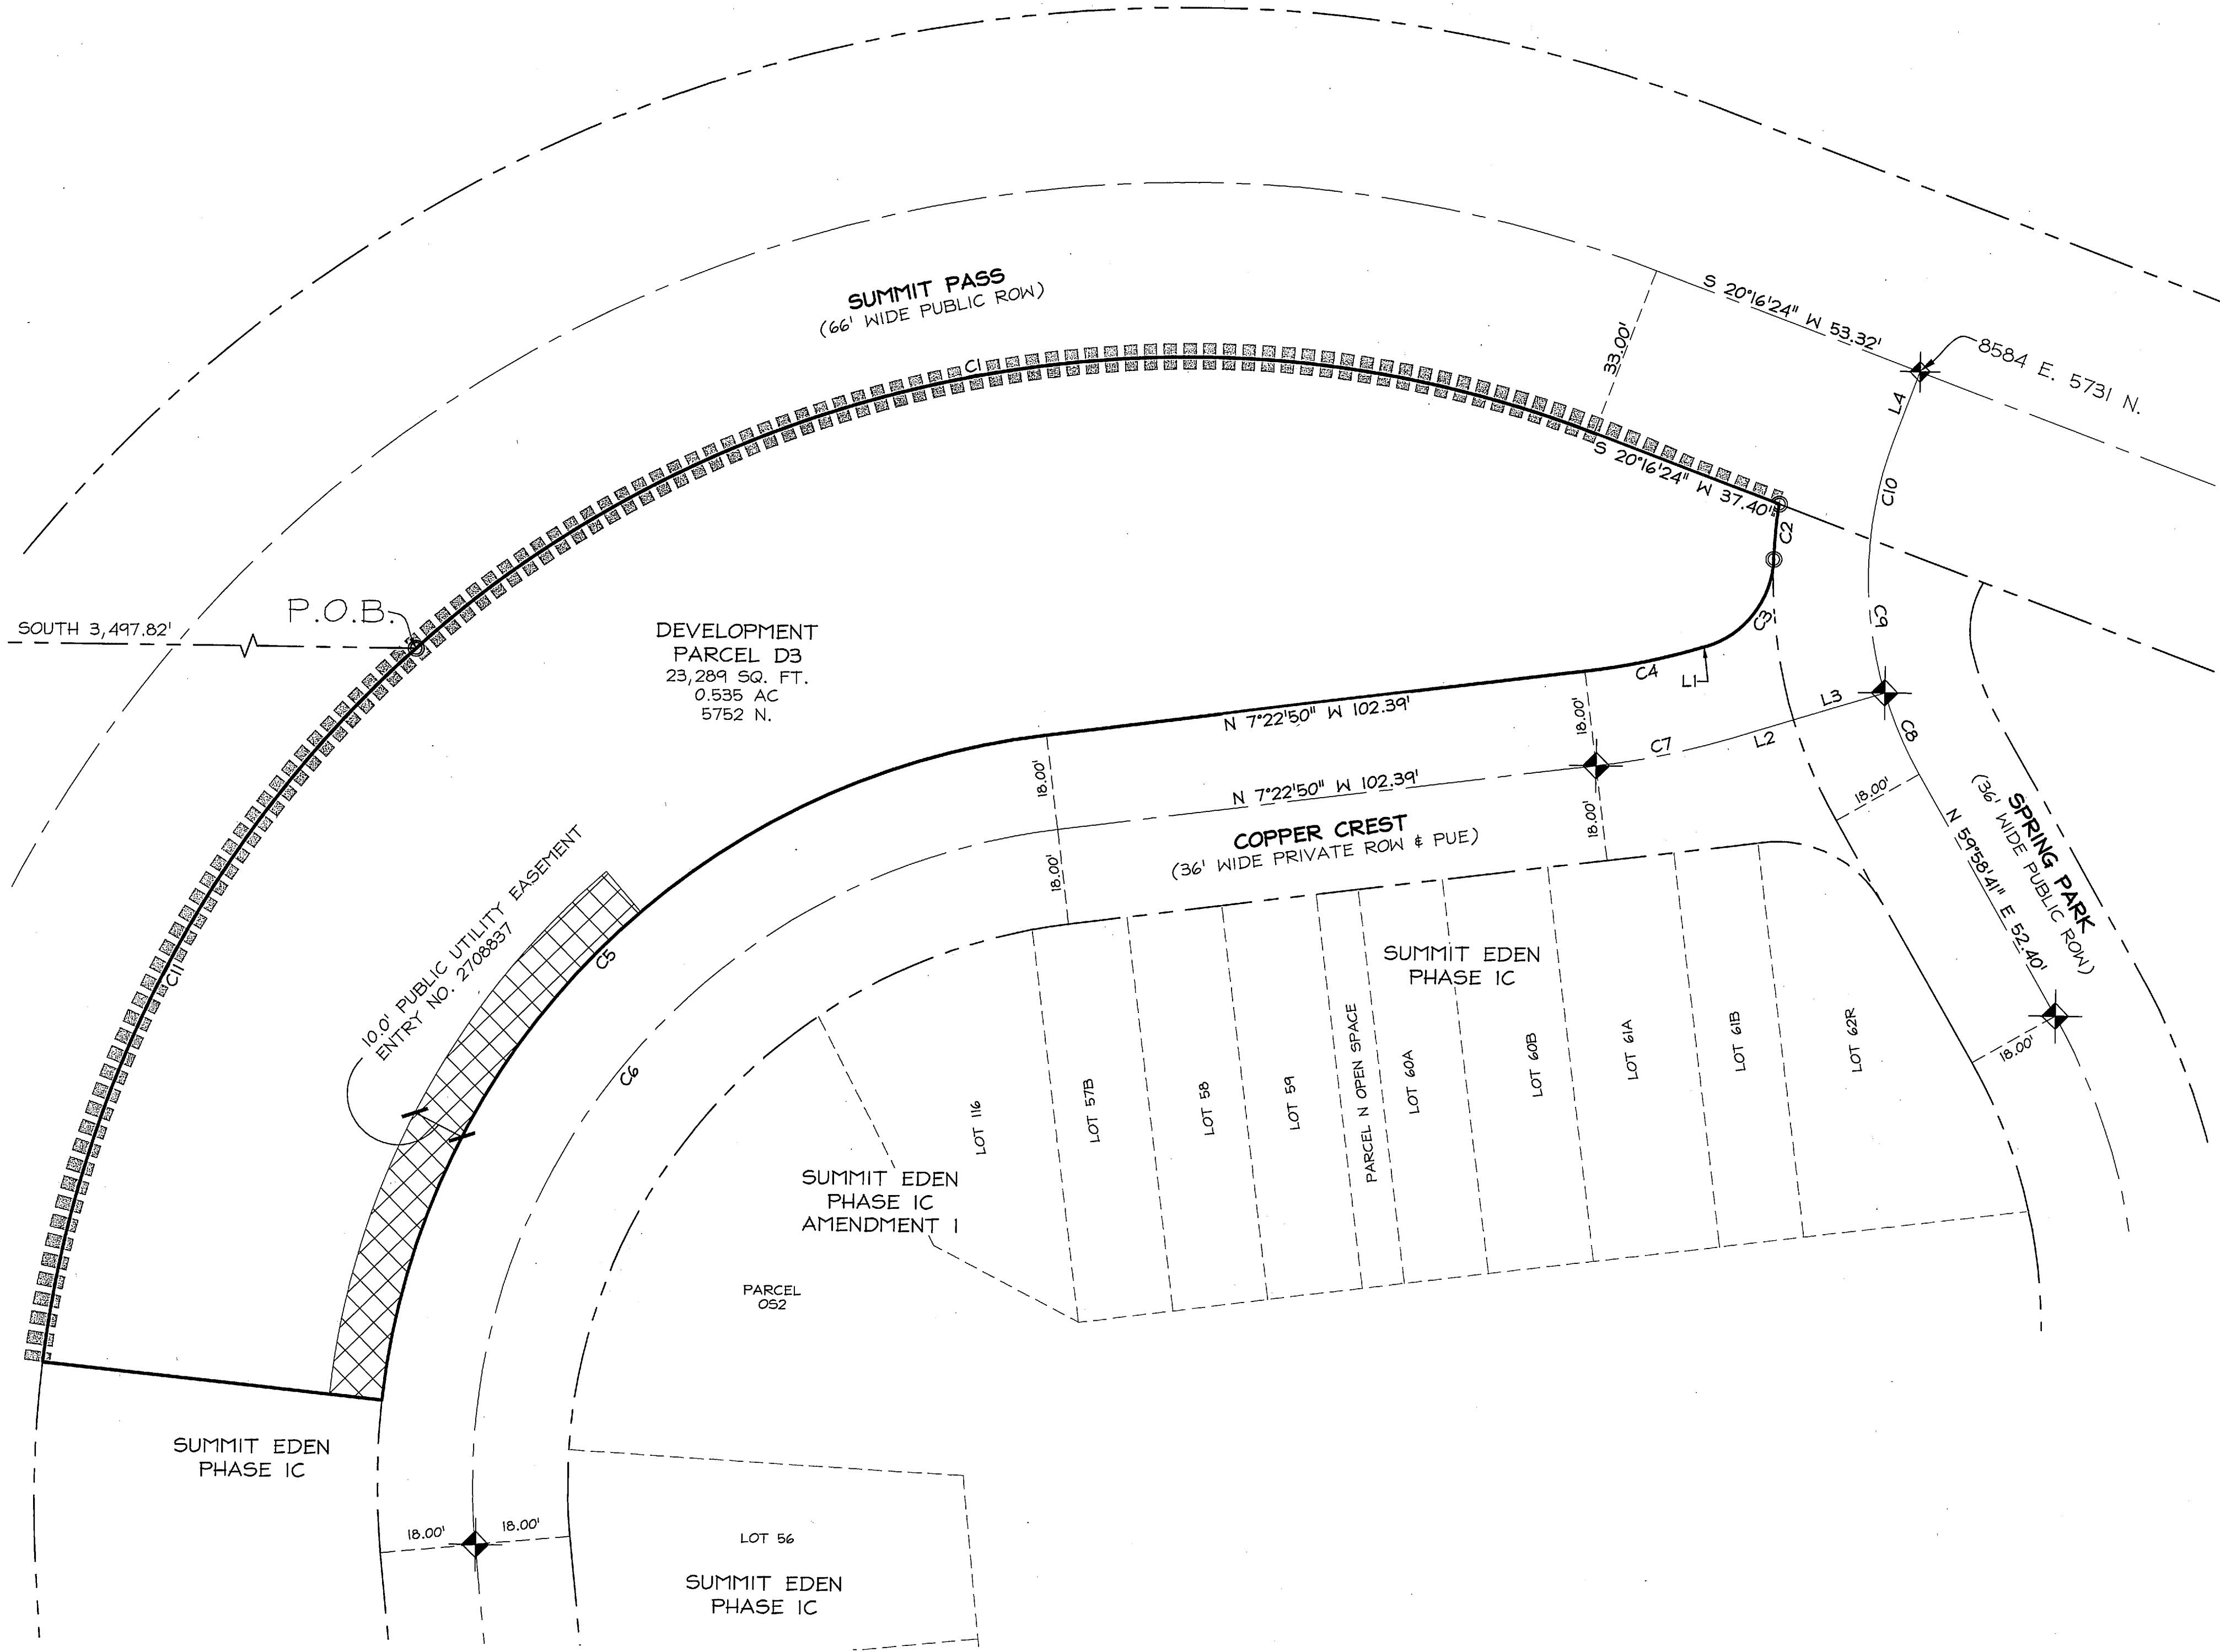 SUMMIT PASS
(66' WIDE PUBLIC ROW)
C1
33.00'
S 20°16'24" W 53.32'
8584 E. 5731 N.
L4
C10
S 20°16'24" W 37.40'
C2
C3
C9
P.O.B.
SOUTH 3,497.82'
DEVELOPMENT
PARCEL D3
23,289 SQ. FT.
0.535 AC
5752 N.
C4
L1
N 7°22'50" W 102.39'
18.00'
18.00'
L3
L2
C7
C8
N 7°22'50" W 102.39'
COPPER CREST
(36' WIDE PRIVATE ROW & PUE)
18.00'
18.00'
18.00'
SPRING PARK
(36' WIDE PUBLIC ROW)
N 59°58'41" E 52.40'
18.00'
10.0' PUBLIC UTILITY EASEMENT
ENTRY NO. 2708837
C5
C11
C6
SUMMIT EDEN
PHASE 1C
LOT 116
LOT 57B
LOT 58
LOT 59
PARCEL N OPEN SPACE
LOT 60A
LOT 60B
LOT 61A
LOT 61B
LOT 62R
SUMMIT EDEN
PHASE 1C
AMENDMENT 1
PARCEL
OS2
SUMMIT EDEN
PHASE 1C
18.00'
18.00'
LOT 56
SUMMIT EDEN
PHASE 1C